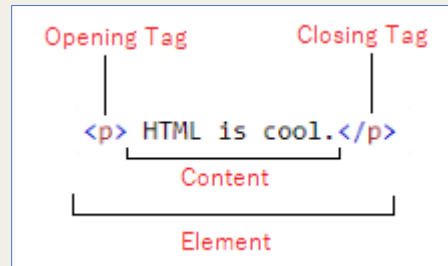 Opening Tag Closing Tag
<p> HTML is cool.</p>
Content
Element